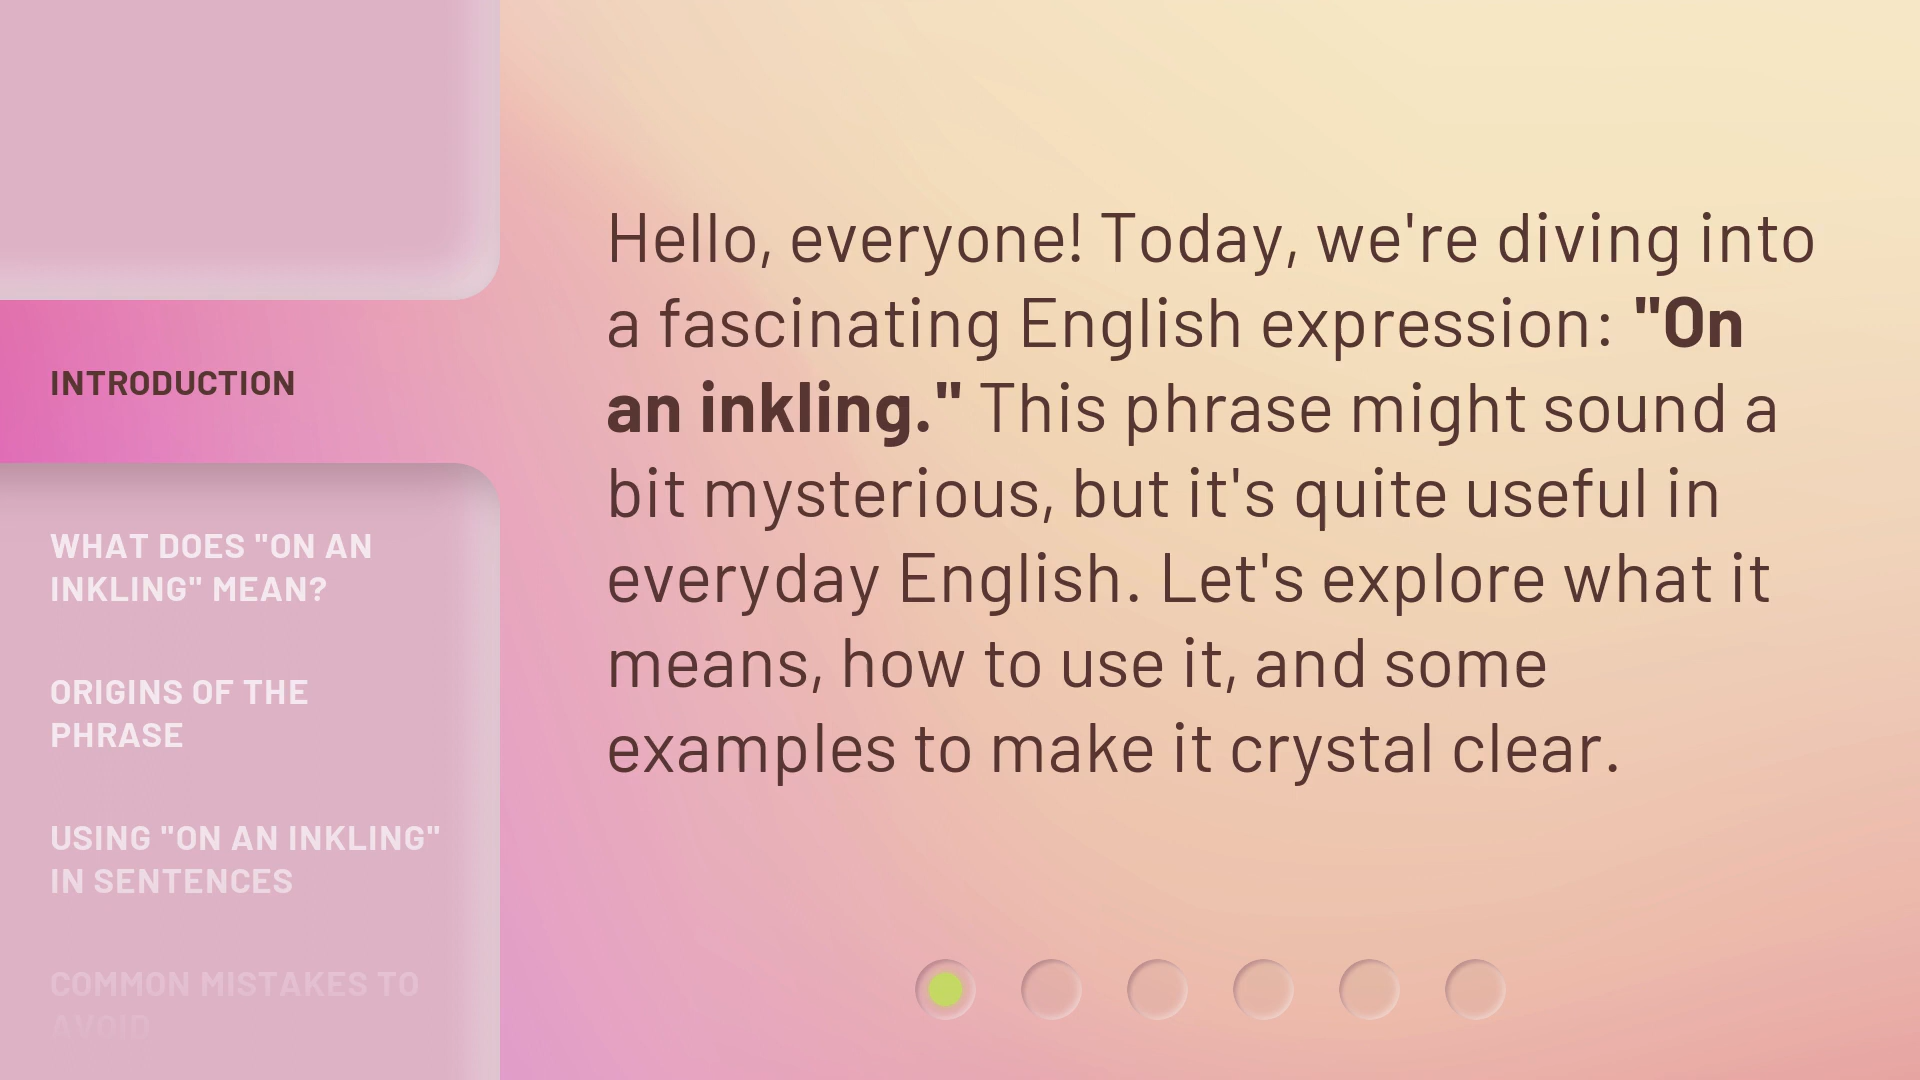 INTRODUCTION
WHAT DOES "ON AN
INKLING" MEAN?
ORIGINS OF THE
PHRASE
USING "ON AN INKLING"
IN SENTENCES
COMMON MISTAKES TO
AVOID
Hello, everyone! Today, we're diving into
a fascinating English expression: "On
an inkling." This phrase might sound a
bit mysterious, but it's quite useful in
everyday English. Let's explore what it
means, how to use it, and some
examples to make it crystal clear.